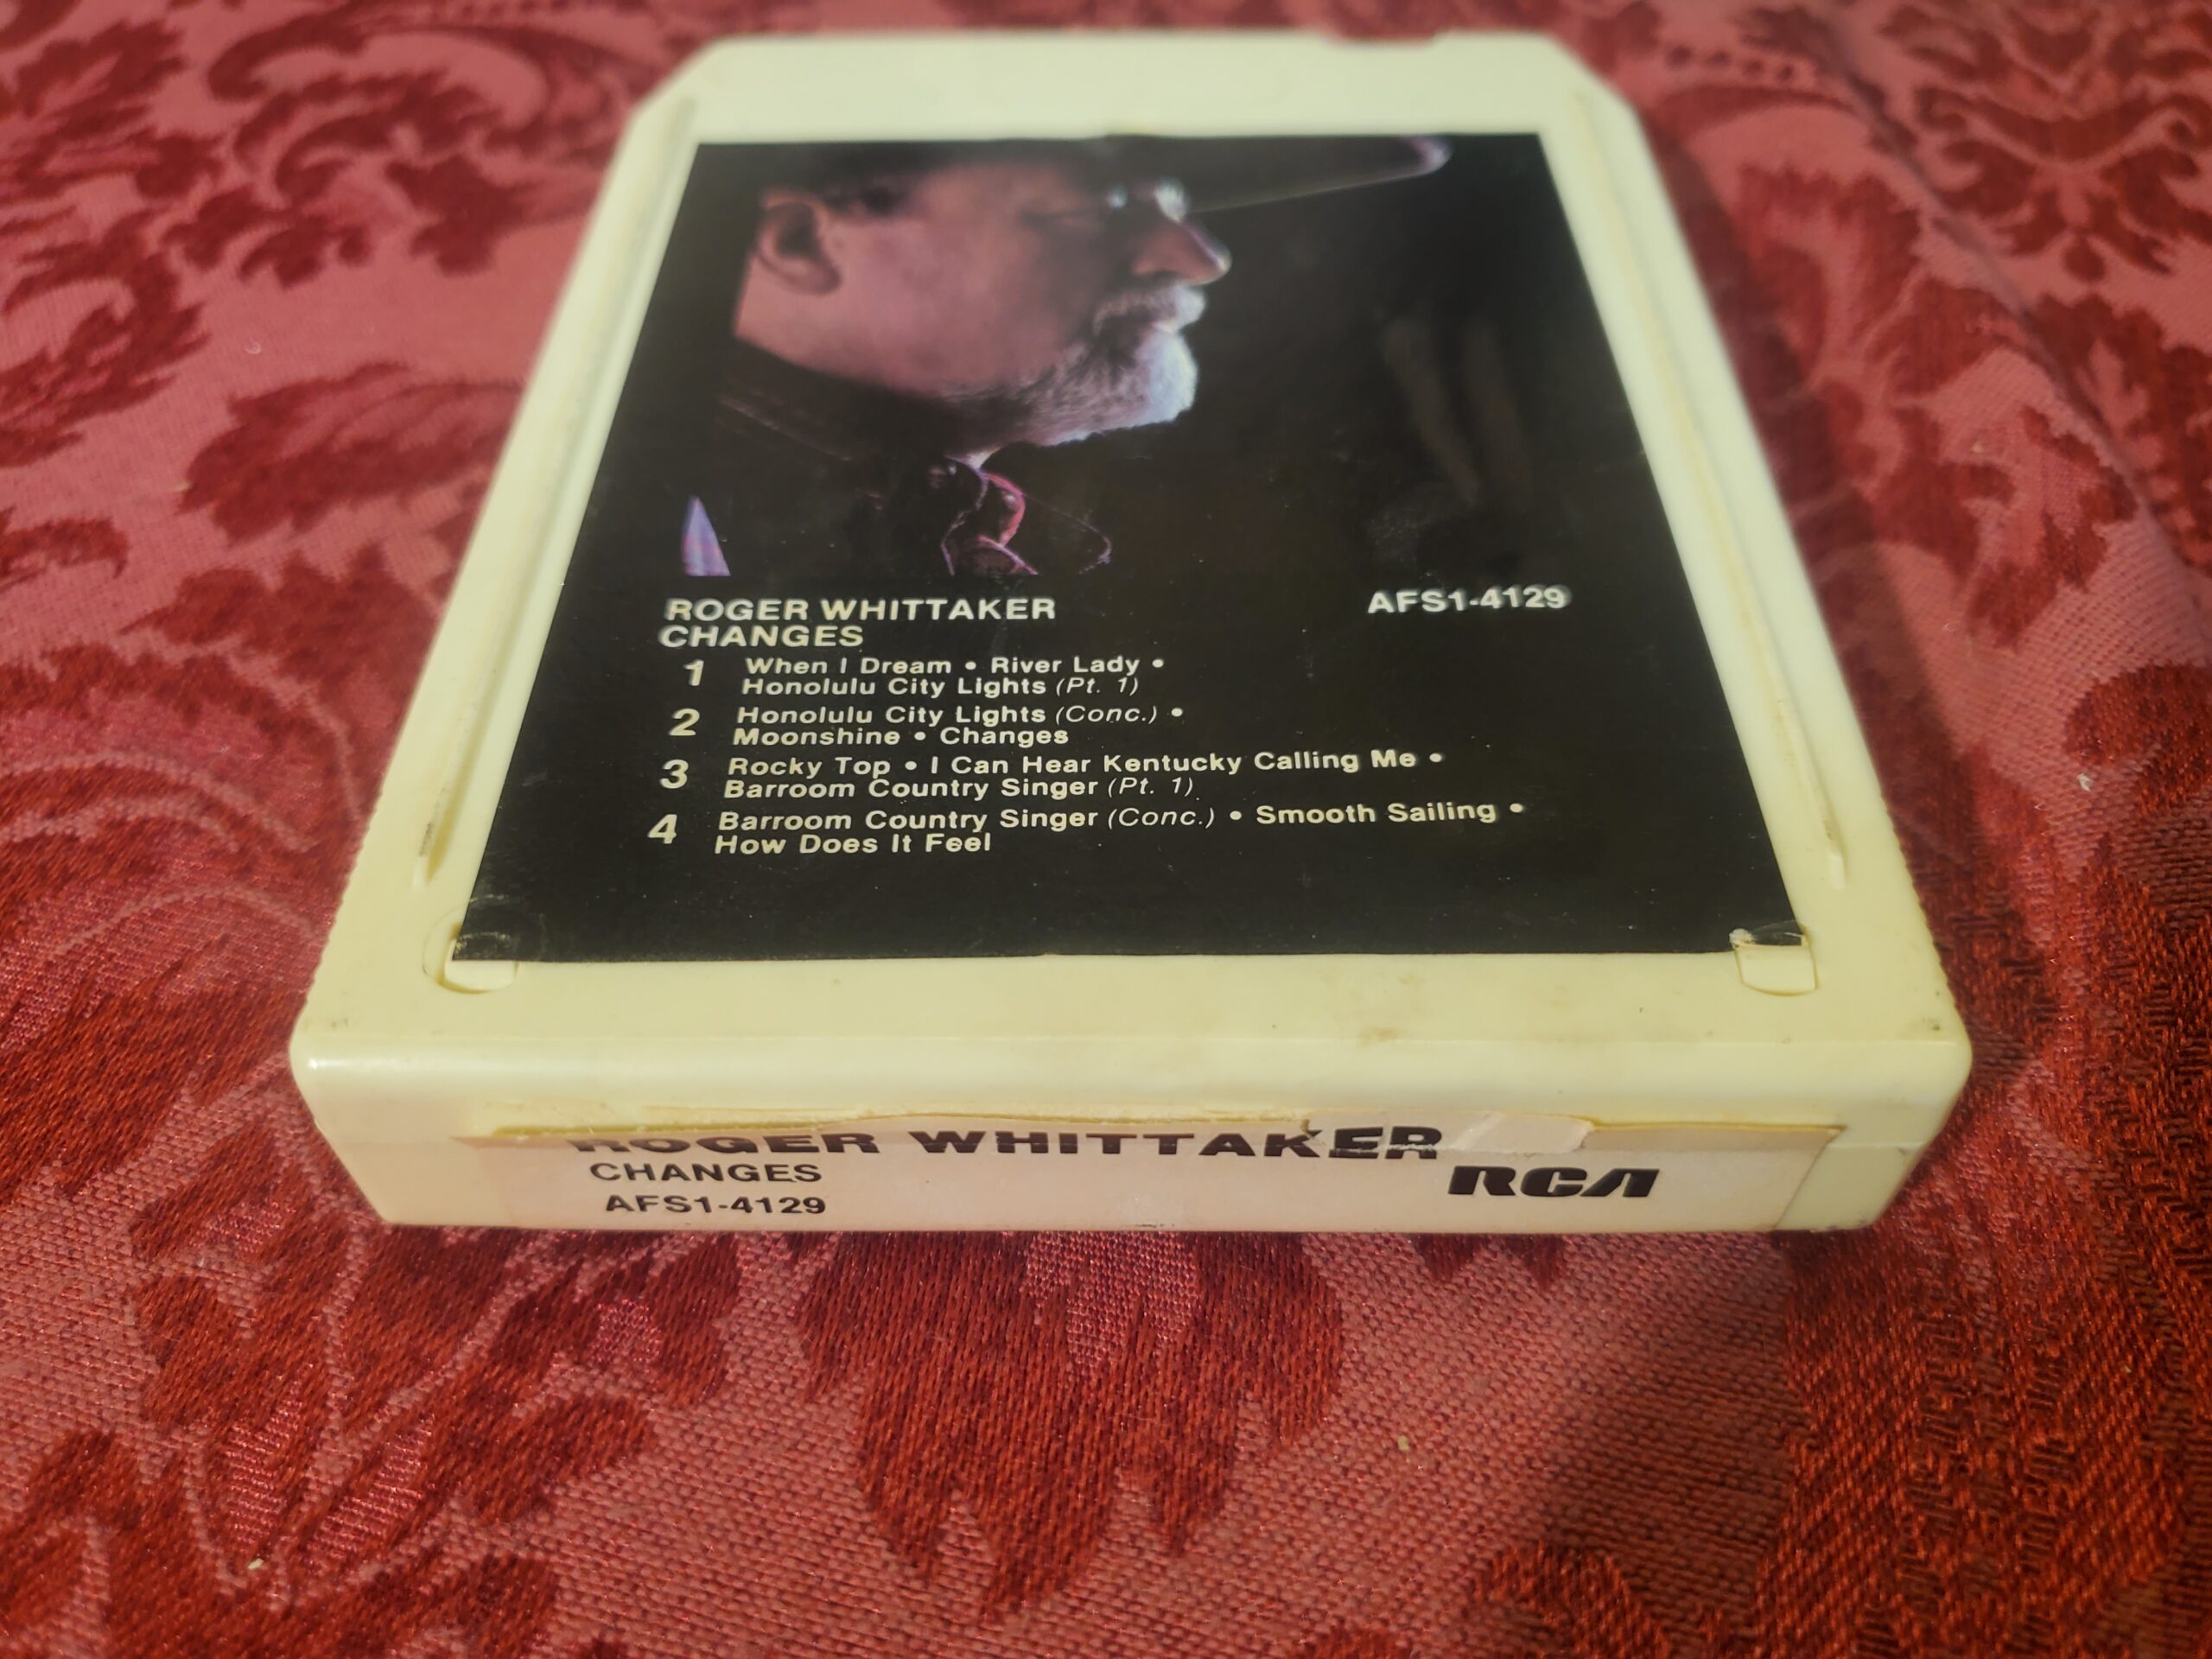 ROGER WHITTAKER
CHANGES
AFS1-4129
1 When I Dream • River Lady •
Honolulu City Lights (Pt. 1)
2 Honolulu City Lights (Conc.) •
Moonshine • Changes
3 Rocky Top • I Can Hear Kentucky Calling Me •
Barroom Country Singer (Pt. 1)
4 Barroom Country Singer (Conc.) • Smooth Sailing •
How Does It Feel
ROGER WHITTAKER
CHANGES
AFS1-4129
RCA